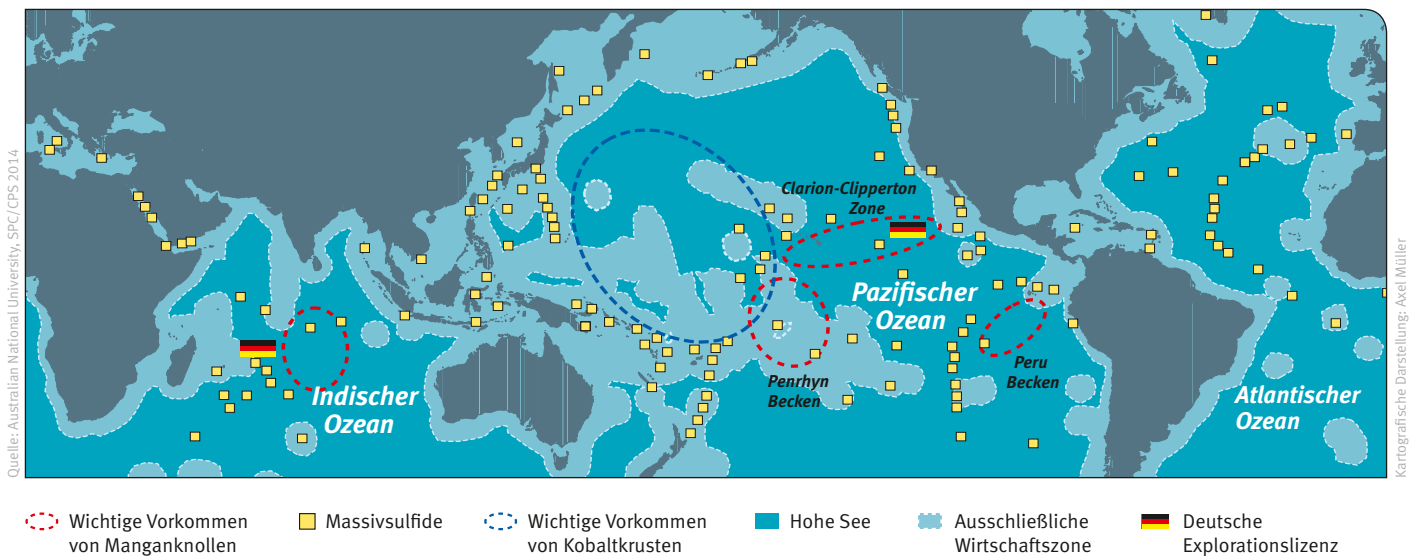 Quelle: Australian National University, SPC/CPS 2014
Clarion-Clipperton
Zone
Pazifischer
Ozean
Penrhyn
Becken
Peru
Becken
Indischer
Ozean
Atlantischer
Ozean
Kartografische Darstellung: Axel Müller
Wichtige Vorkommen
von Manganknollen
Massivsulfide
Wichtige Vorkommen
von Kobaltkrusten
Hohe See
Ausschließliche
Wirtschaftszone
Deutsche
Explorationslizenz